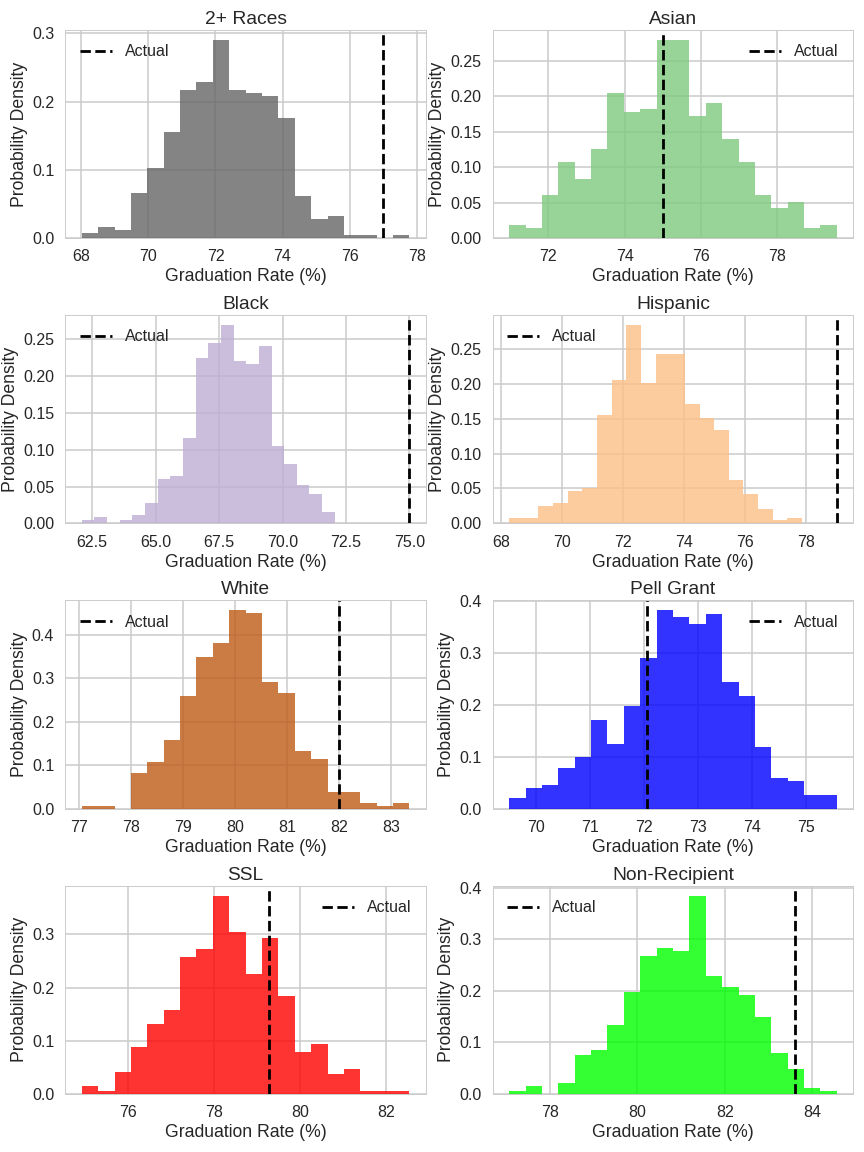 2+ Races
Actual
Probability Density
0.3
0.2
0.1
0.0
68 70 72 74 76 78
Graduation Rate (%)
Asian
Actual
Probability Density
0.25
0.20
0.15
0.10
0.05
0.00
72 74 76 78
Graduation Rate (%)
Black
Actual
Probability Density
0.25
0.20
0.15
0.10
0.05
0.00
62.5 65.0 67.5 70.0 72.5 75.0
Graduation Rate (%)
Hispanic
Actual
Probability Density
0.25
0.20
0.15
0.10
0.05
0.00
68 70 72 74 76 78
Graduation Rate (%)
White
Actual
Probability Density
0.4
0.3
0.2
0.1
0.0
77 78 79 80 81 82 83
Graduation Rate (%)
Pell Grant
Actual
Probability Density
0.4
0.3
0.2
0.1
0.0
70 71 72 73 74 75
Graduation Rate (%)
SSL
Actual
Probability Density
0.3
0.2
0.1
0.0
76 78 80 82
Graduation Rate (%)
Non-Recipient
Actual
Probability Density
0.4
0.3
0.2
0.1
0.0
78 80 82 84
Graduation Rate (%)